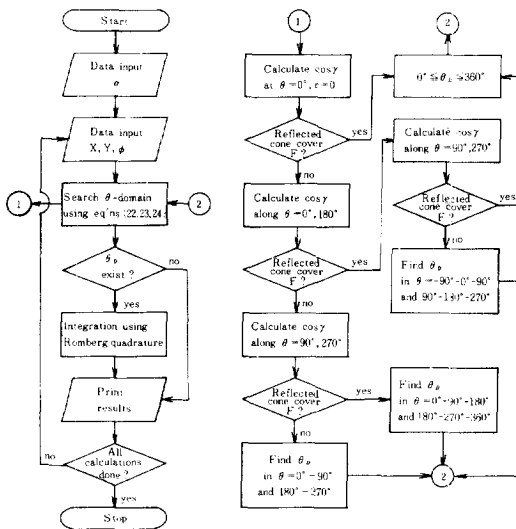 Start
Data input
α
Data input
X, Y, φ
1
Search θ-domain
using eq'ns (22,23,24)
2
θ_D
exist ?
no
yes
Integration using
Romberg quadrature
Print
results
All
calculations
done ?
no
yes
Stop
1
Calculate cosγ
at θ=0°, ε=0
Reflected
cone cover
F ?
yes
no
Calculate cosγ
along θ=0°,180°
Reflected
cone cover
F ?
yes
no
Calculate cosγ
along θ=90°,270°
Reflected
cone cover
F ?
yes
no
Find θ_D
in θ=0°-90°
and 180°-270°
2
0°≦θ_D≦360°
Calculate cosγ
along θ=90°,270°
Reflected
cone cover
F ?
yes
no
Find θ_D
in θ=-90°-0°-90°
and 90°-180°-270°
Find θ_D
in θ=0°-90°-180°
and 180°-270°-360°
2